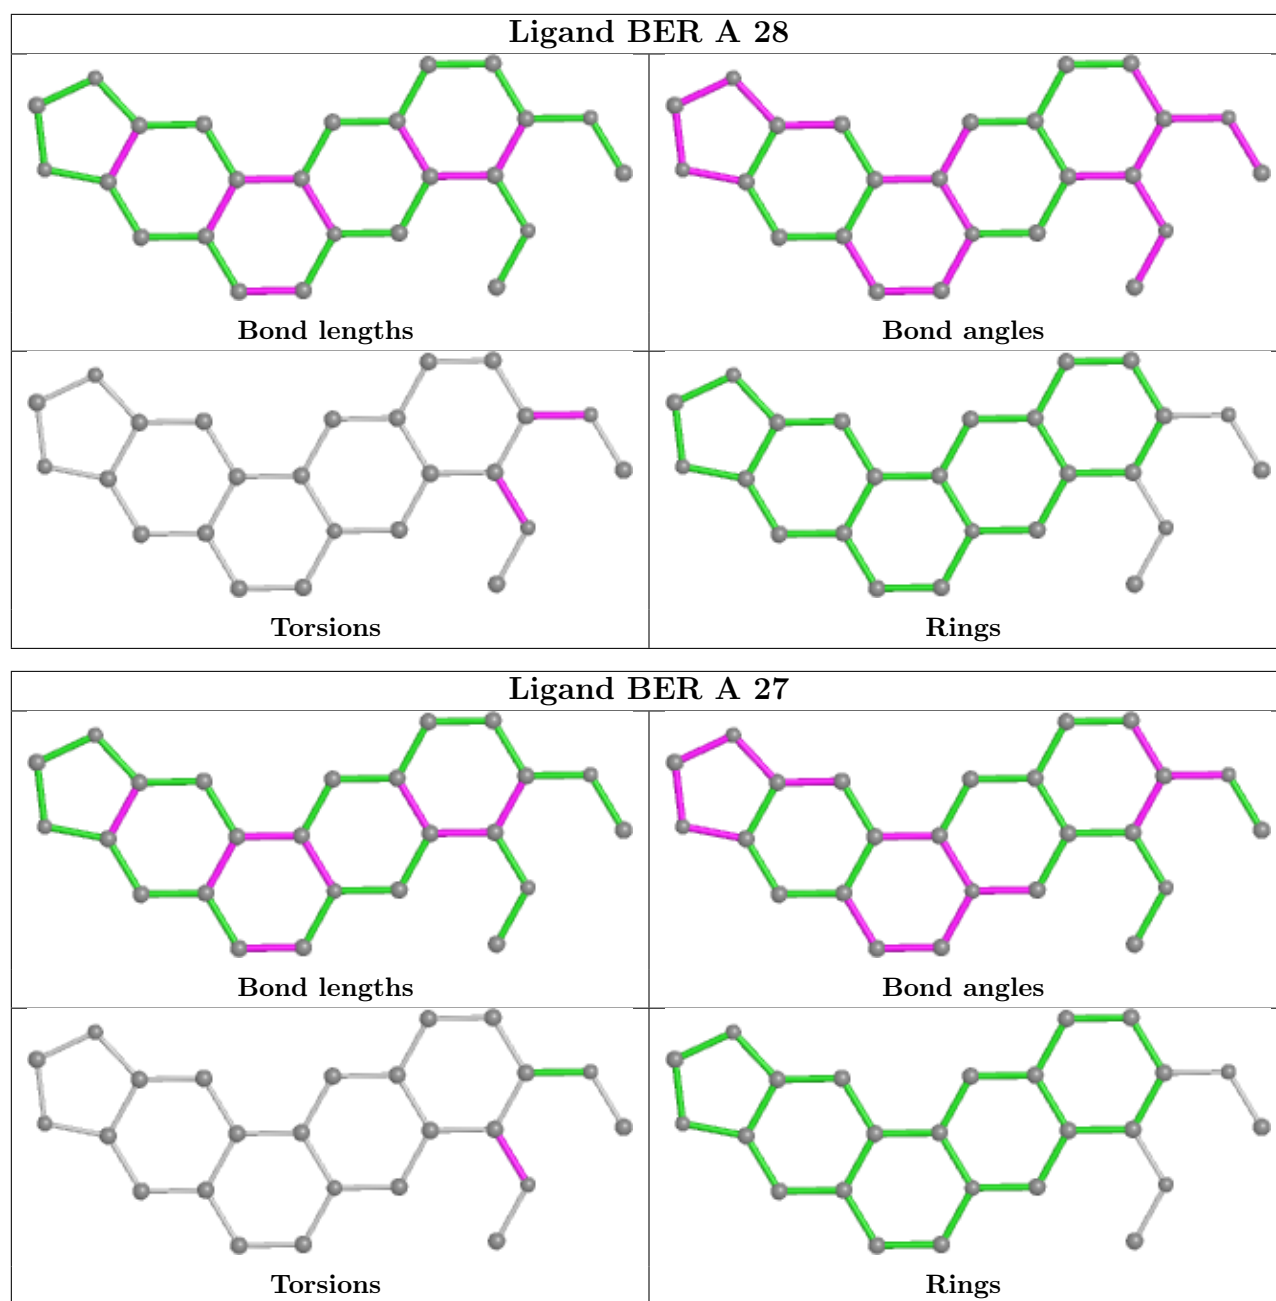 Ligand BER A 28
Bond lengths
Bond angles
Torsions
Rings
Ligand BER A 27
Bond lengths
Bond angles
Torsions
Rings